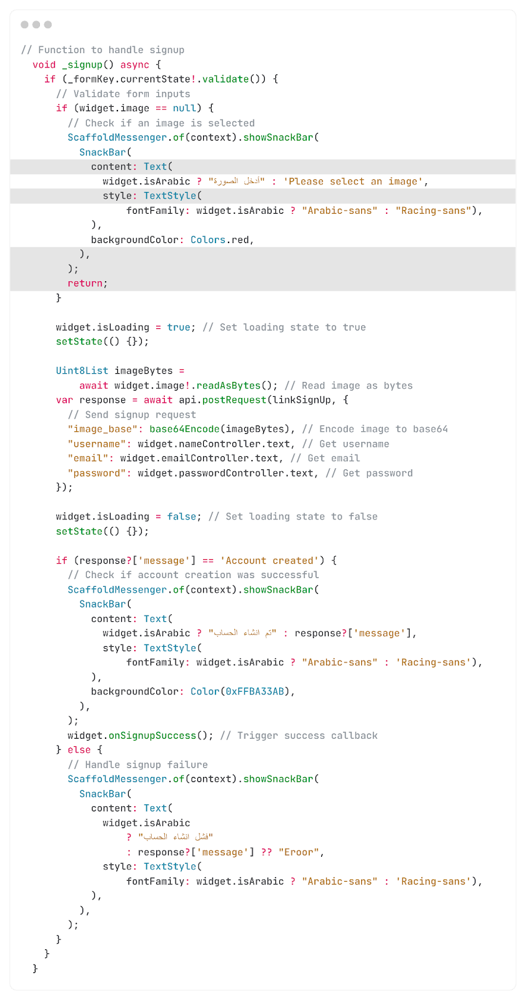 // Function to handle signup
  void _signup() async {
    if (_formKey.currentState!.validate()) {
      // Validate form inputs
      if (widget.image == null) {
        // Check if an image is selected
        ScaffoldMessenger.of(context).showSnackBar(
          SnackBar(
            content: Text(
              widget.isArabic ? "أدخل الصورة" : 'Please select an image',
              style: TextStyle(
                  fontFamily: widget.isArabic ? "Arabic-sans" : "Racing-sans"),
            ),
            backgroundColor: Colors.red,
          ),
        );
        return;
      }

      widget.isLoading = true; // Set loading state to true
      setState(() {});

      Uint8List imageBytes =
          await widget.image!.readAsBytes(); // Read image as bytes
      var response = await api.postRequest(linkSignUp, {
        // Send signup request
        "image_base": base64Encode(imageBytes), // Encode image to base64
        "username": widget.nameController.text, // Get username
        "email": widget.emailController.text, // Get email
        "password": widget.passwordController.text, // Get password
      });

      widget.isLoading = false; // Set loading state to false
      setState(() {});

      if (response?['message'] == 'Account created') {
        // Check if account creation was successful
        ScaffoldMessenger.of(context).showSnackBar(
          SnackBar(
            content: Text(
              widget.isArabic ? "تم انشاء الحساب" : response?['message'],
              style: TextStyle(
                  fontFamily: widget.isArabic ? "Arabic-sans" : 'Racing-sans'),
            ),
            backgroundColor: Color(0xFFBA33AB),
          ),
        );
        widget.onSignupSuccess(); // Trigger success callback
      } else {
        // Handle signup failure
        ScaffoldMessenger.of(context).showSnackBar(
          SnackBar(
            content: Text(
              widget.isArabic
                  ? "فشل انشاء الحساب"
                  : response?['message'] ?? "Eroor",
              style: TextStyle(
                  fontFamily: widget.isArabic ? "Arabic-sans" : 'Racing-sans'),
            ),
          ),
        );
      }
    }
  }